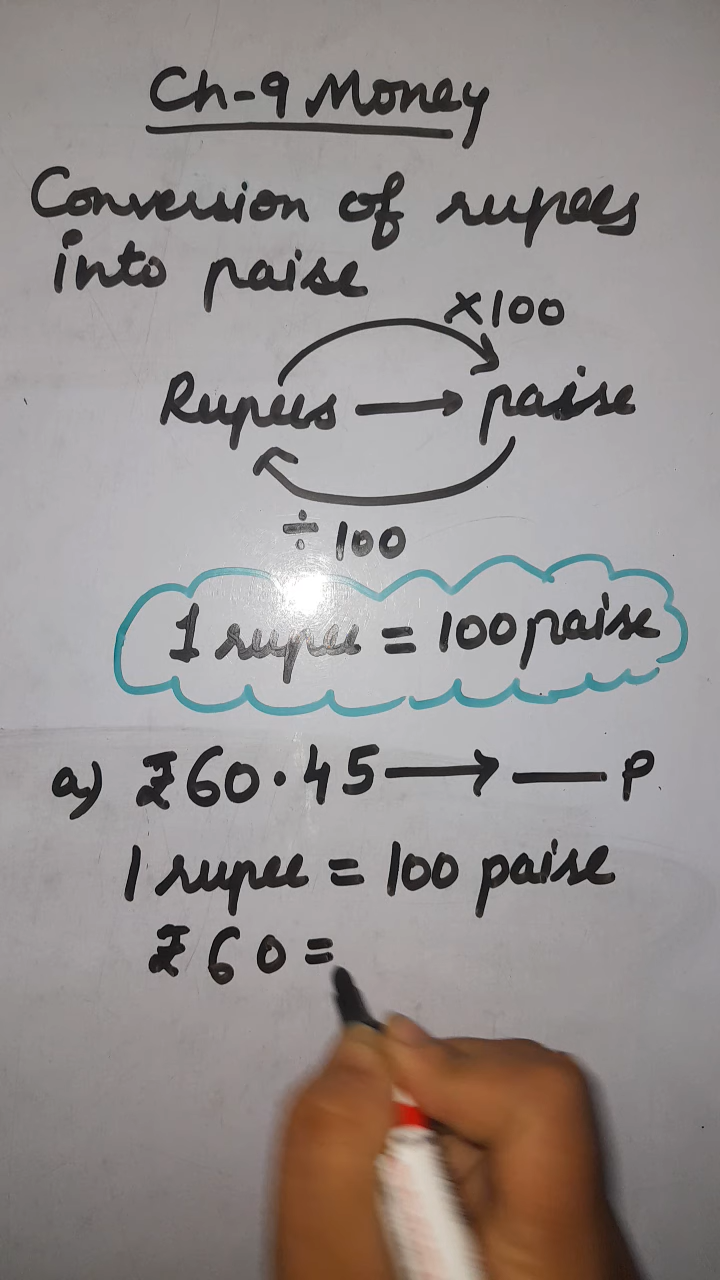 Ch-9 Money
Conversion of rupees
into paise
×100
Rupees → paise
÷ 100
1 rupee = 100 paise
a) ₹60.45 → __ P
1 rupee = 100 paise
₹60 =